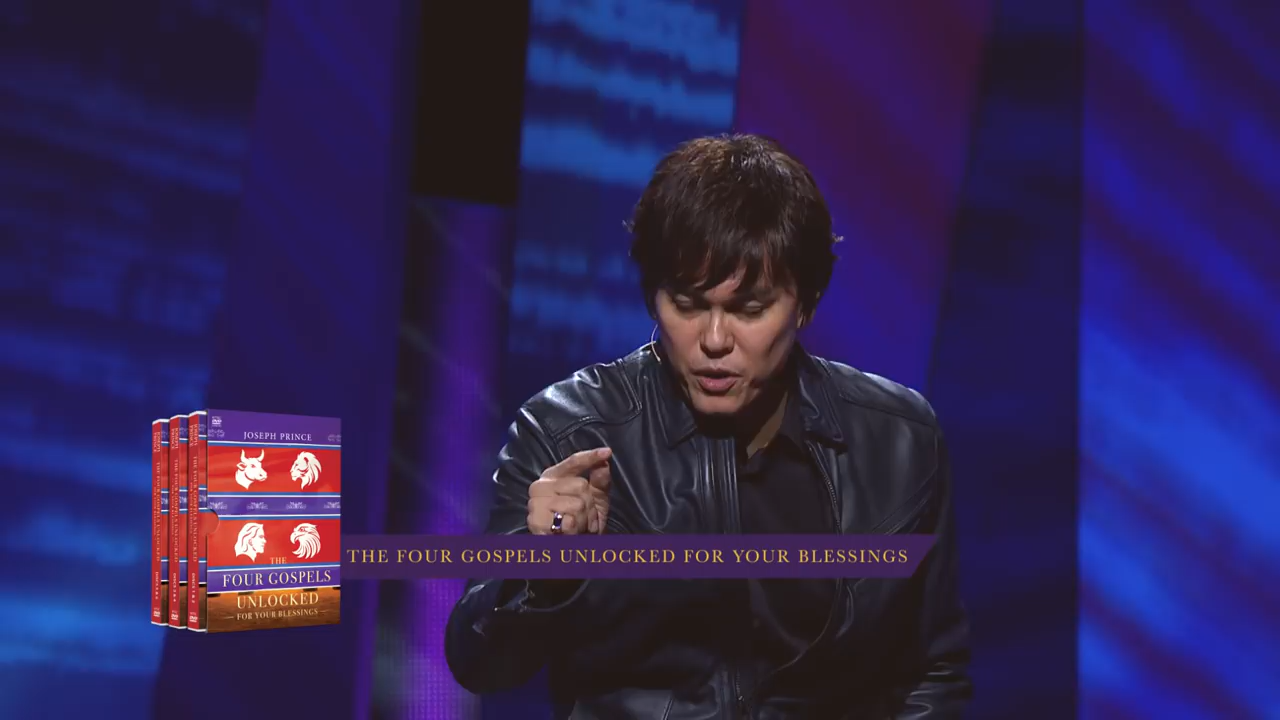 JOSEPH PRINCE
THE
FOUR GOSPELS
UNLOCKED
FOR YOUR BLESSINGS
THE FOUR GOSPELS UNLOCKED FOR YOUR BLESSINGS